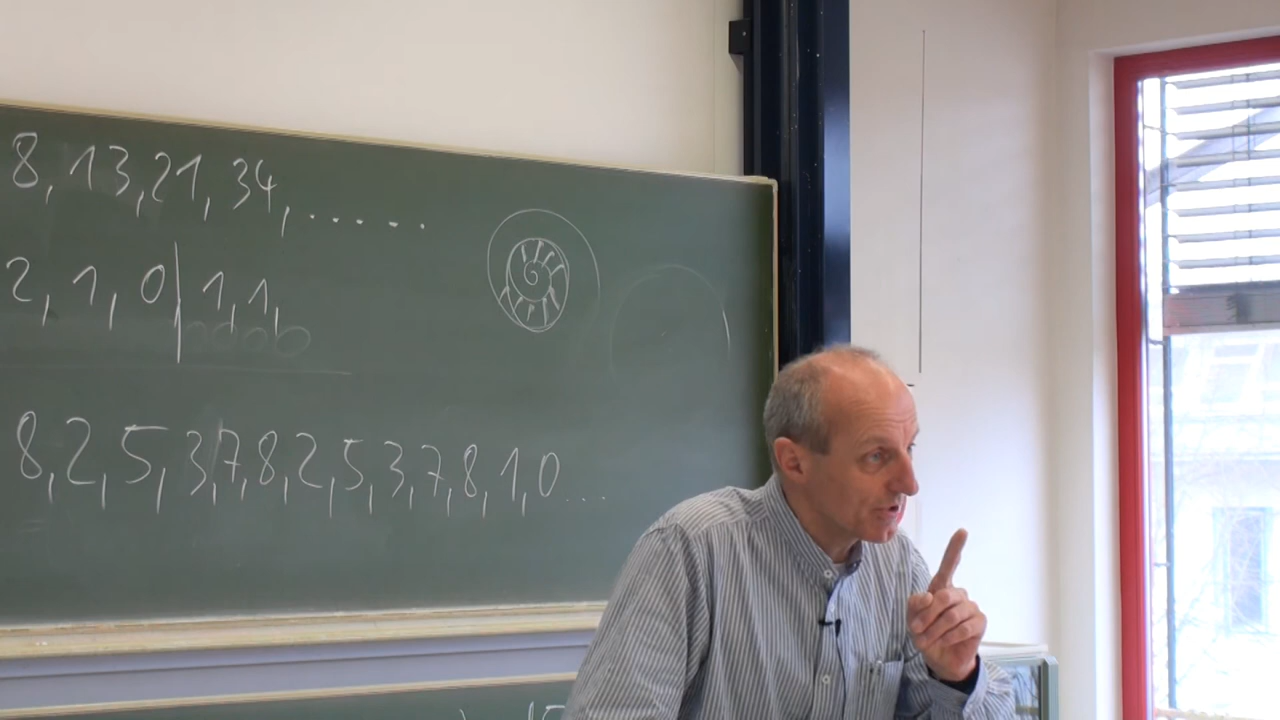 8, 13, 21, 34, .....
2, 1, 0 | 1, 1,
8, 2, 5, 3, 7, 8, 2, 5, 3, 7, 8, 1, 0 ...